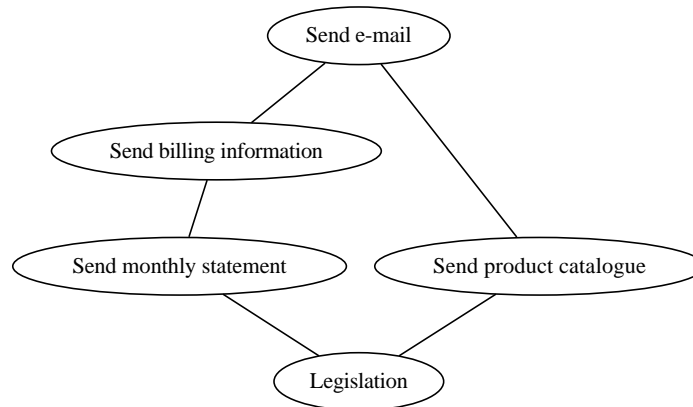 Send e-mail
Send billing information
Send monthly statement
Send product catalogue
Legislation